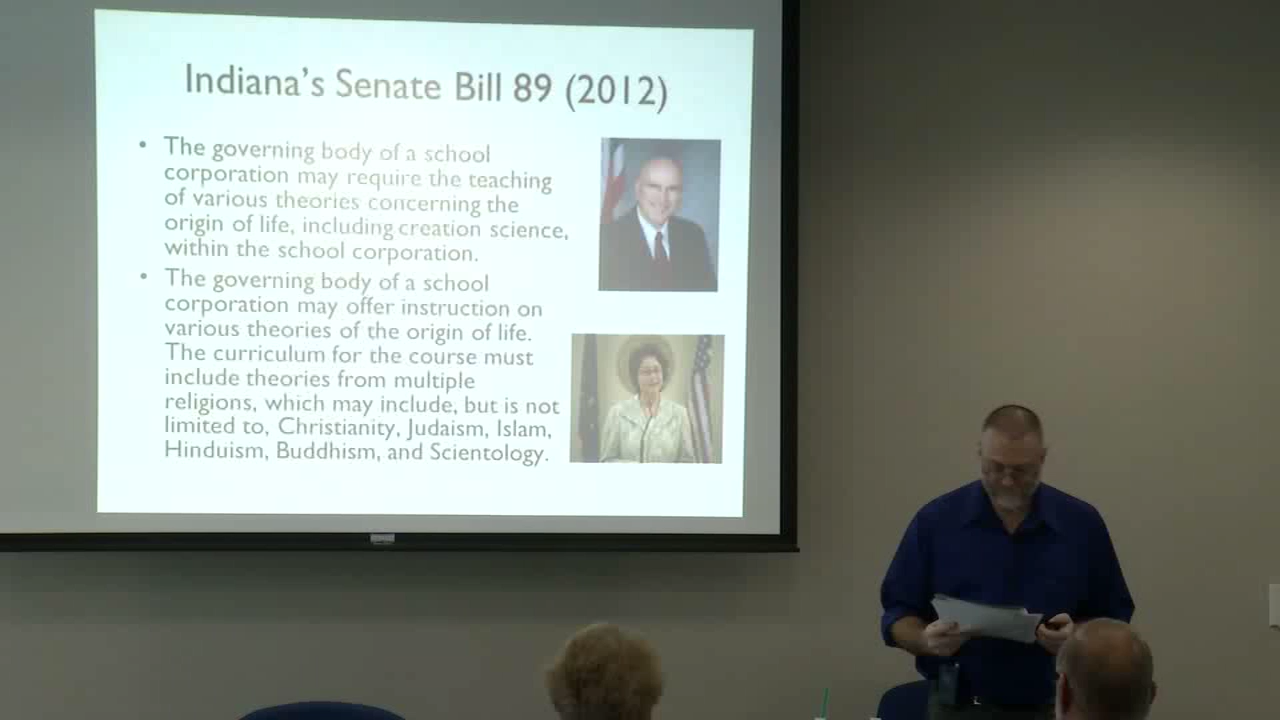 Indiana's Senate Bill 89 (2012)
• The governing body of a school
corporation may require the teaching
of various theories concerning the
origin of life, including creation science,
within the school corporation.
• The governing body of a school
corporation may offer instruction on
various theories of the origin of life.
The curriculum for the course must
include theories from multiple
religions, which may include, but is not
limited to, Christianity, Judaism, Islam,
Hinduism, Buddhism, and Scientology.